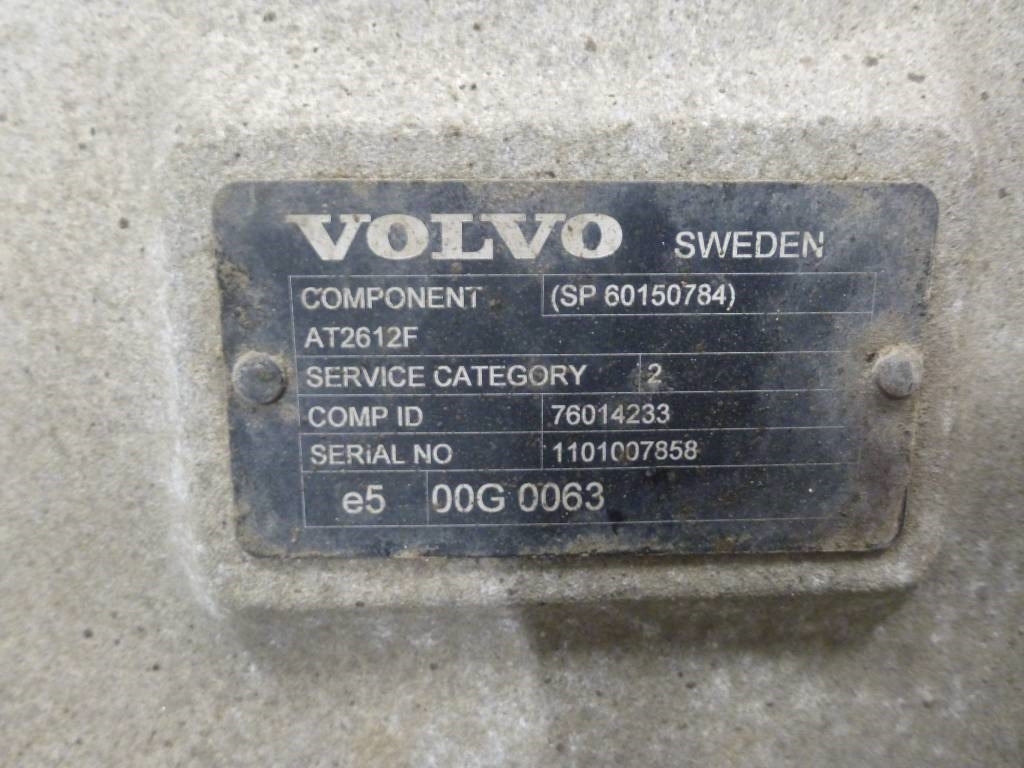 VOLVO SWEDEN
COMPONENT (SP 60150784)
AT2612F
SERVICE CATEGORY 2
COMP ID 76014233
SERIAL NO 1101007858
e5 00G 0063